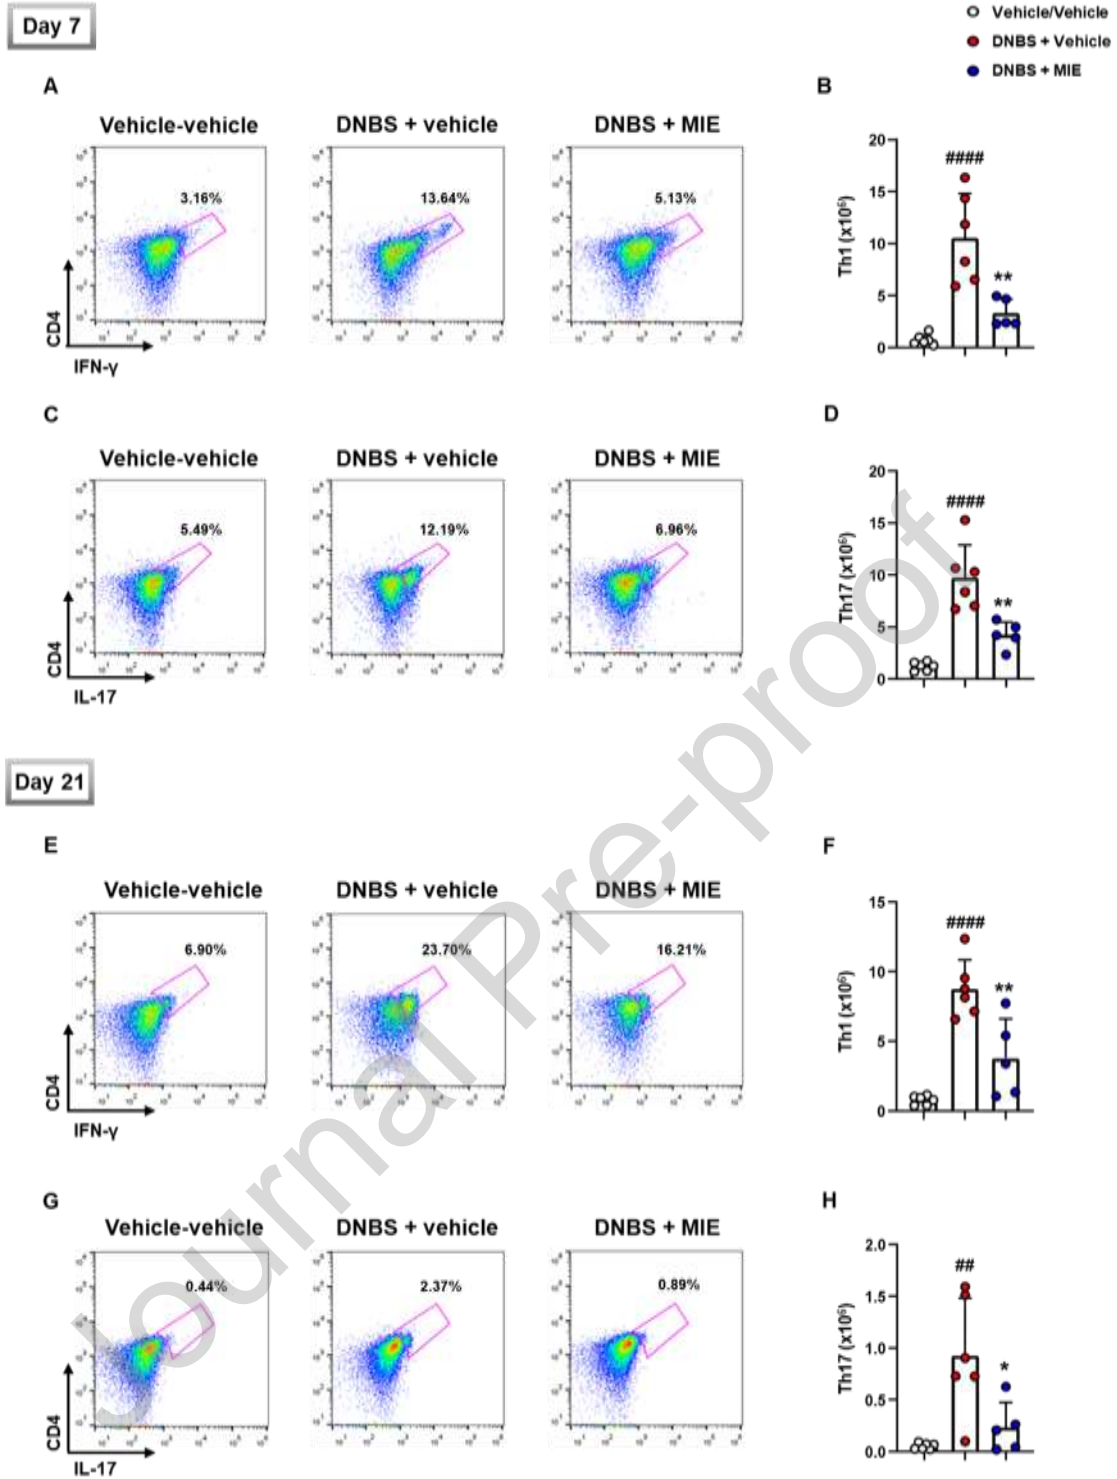 Day 7
Vehicle/Vehicle
DNBS + Vehicle
DNBS + MIE
A
B
Vehicle-vehicle DNBS + vehicle DNBS + MIE
3.16% 13.64% 5.13%
CD4
IFN-γ
20
15
10
5
0
Th1 (x10⁶)
####
**
C
D
Vehicle-vehicle DNBS + vehicle DNBS + MIE
5.49% 12.19% 6.96%
CD4
IL-17
20
15
10
5
0
Th17 (x10⁶)
####
**
Day 21
E
F
Vehicle-vehicle DNBS + vehicle DNBS + MIE
6.90% 23.70% 16.21%
CD4
IFN-γ
15
10
5
0
Th1 (x10⁶)
####
**
G
H
Vehicle-vehicle DNBS + vehicle DNBS + MIE
0.44% 2.37% 0.89%
CD4
IL-17
2.0
1.5
1.0
0.5
0.0
Th17 (x10⁶)
##
*
Journal Pre-proof